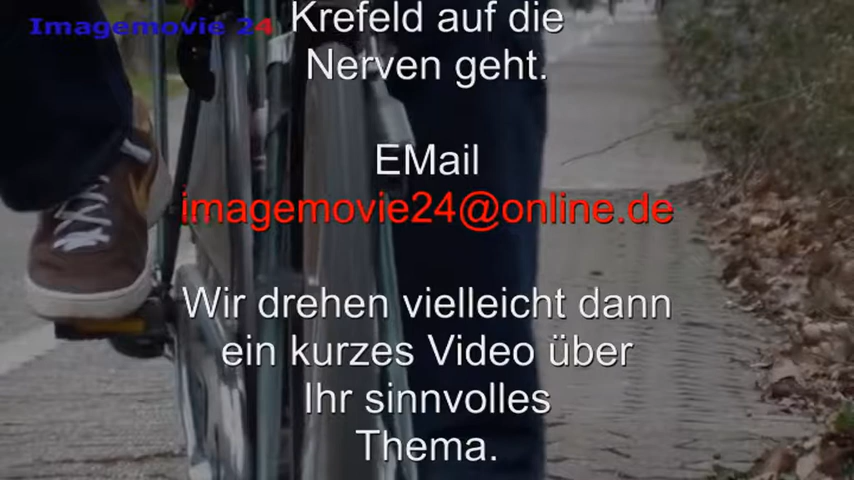 Imagemovie 24
Krefeld auf die
Nerven geht.
EMail
imagemovie24@online.de
Wir drehen vielleicht dann
ein kurzes Video über
Ihr sinnvolles
Thema.